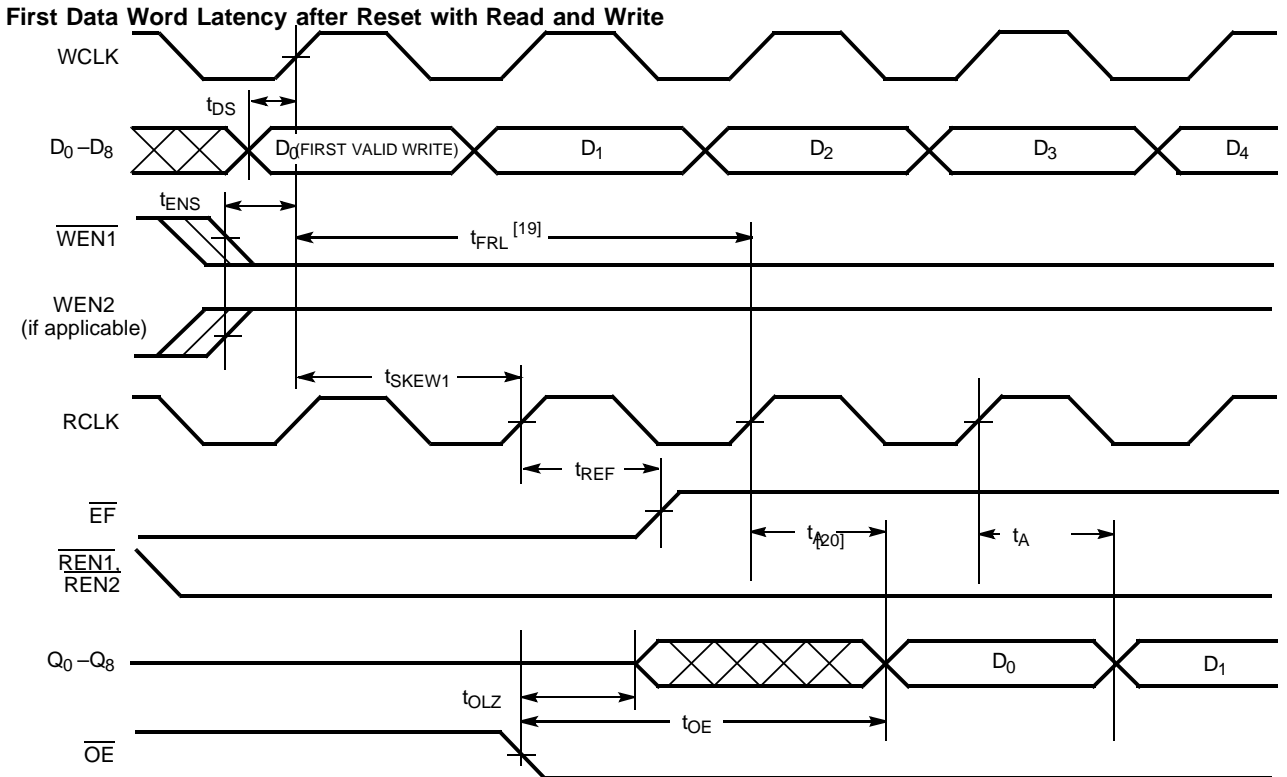 First Data Word Latency after Reset with Read and Write
WCLK
tDS
D0 –D8
D0(FIRST VALID WRITE)
D1
D2
D3
D4
tENS
WEN1
tFRL [19]
WEN2
(if applicable)
tSKEW1
RCLK
tREF
EF
tA[20]
tA
REN1,
REN2
Q0 –Q8
D0
D1
tOLZ
tOE
OE